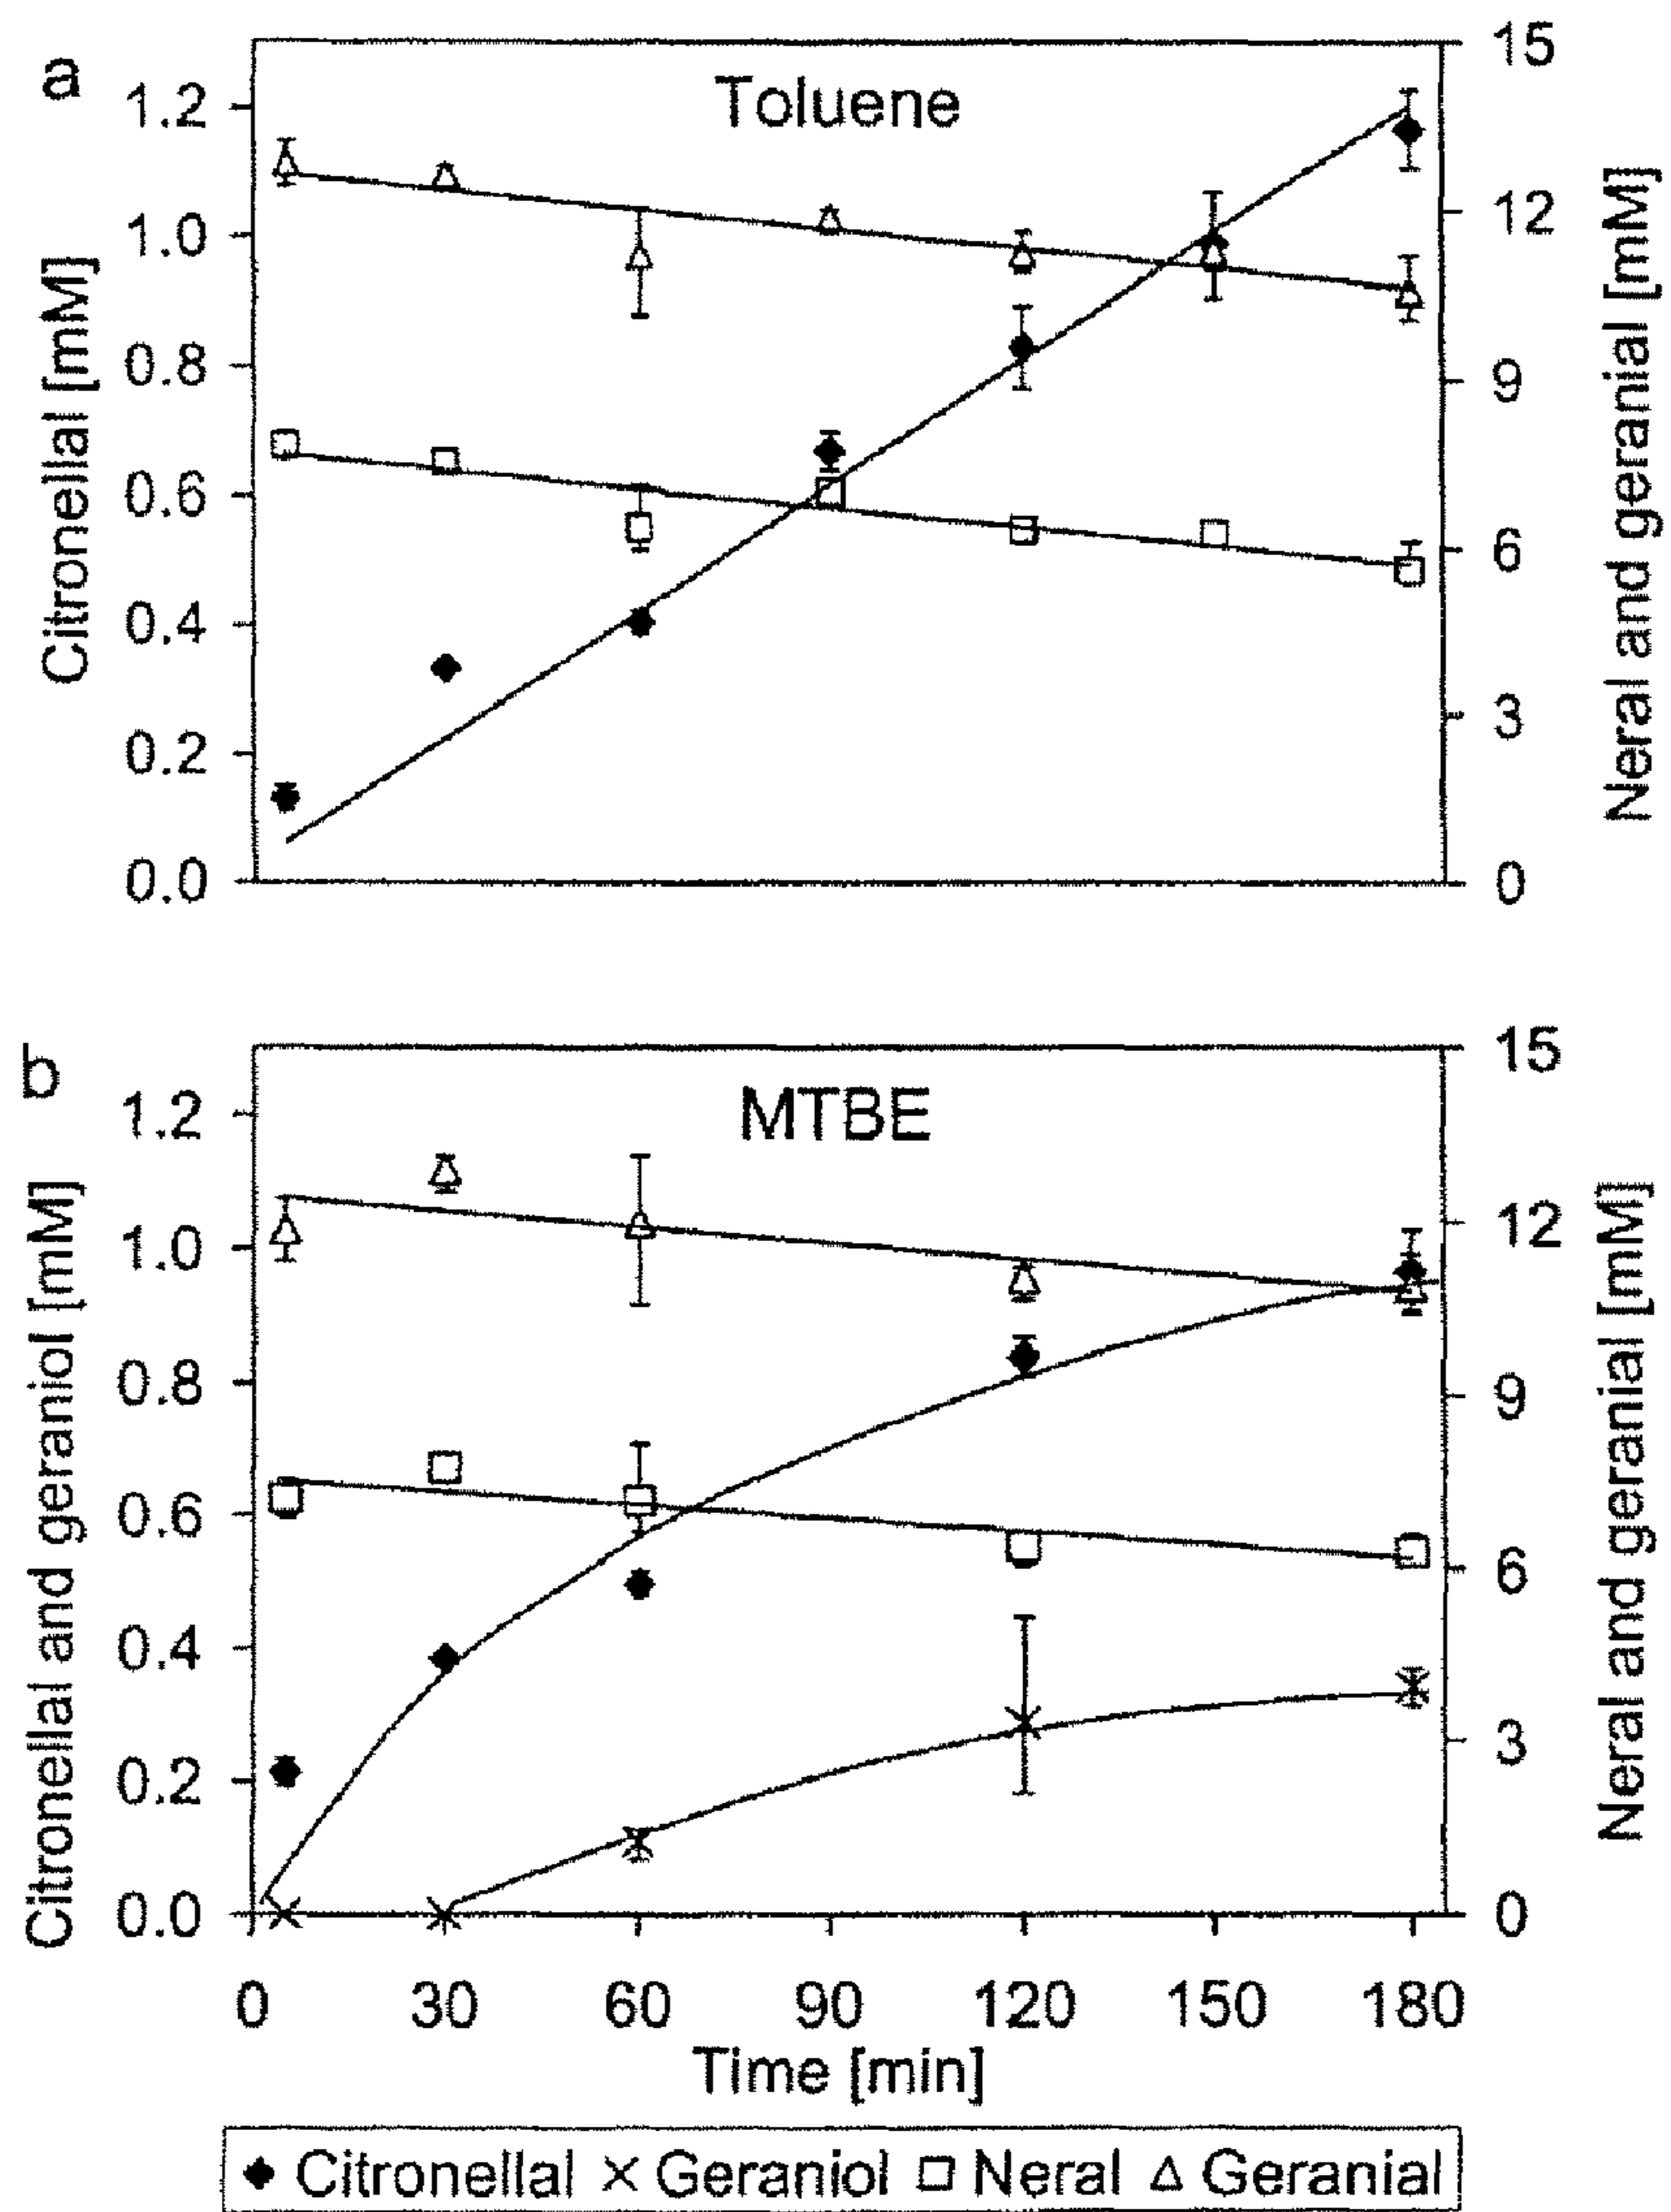 a
Toluene
Citronellal [mM]
1.2
1.0
0.8
0.6
0.4
0.2
0.0
15
12
9
6
3
0
Neral and geranial [mM]
b
MTBE
Citronellal and geraniol [mM]
1.2
1.0
0.8
0.6
0.4
0.2
0.0
15
12
9
6
3
0
Neral and geranial [mM]
0 30 60 90 120 150 180
Time [min]
Citronellal Geraniol Neral Geranial